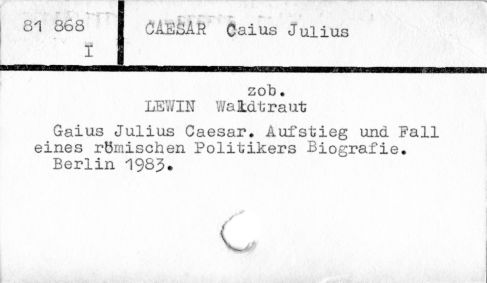 81 868
I
CAESAR Caius Julius
zob.
LEWIN Waldtraut
Gaius Julius Caesar. Aufstieg und Fall
eines römischen Politikers Biografie.
Berlin 1983.